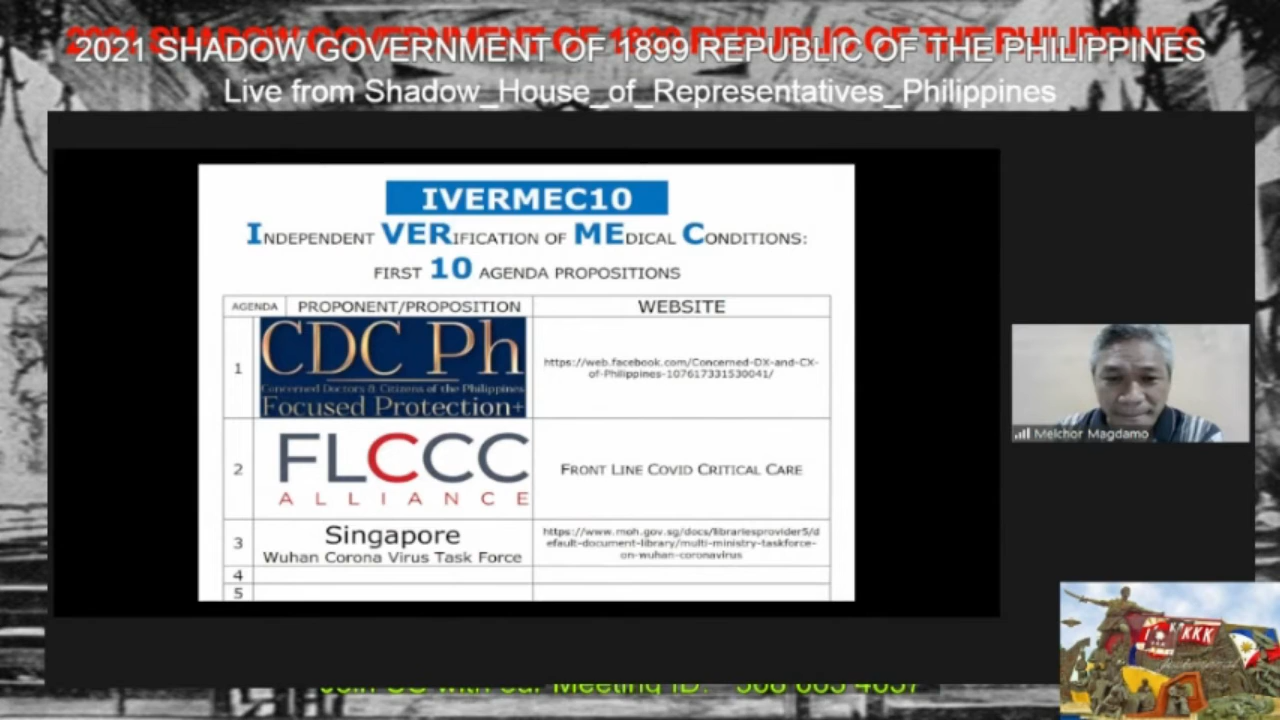 2021 SHADOW GOVERNMENT OF 1899 REPUBLIC OF THE PHILIPPINES
Live from Shadow_House_of_Representatives_Philippines
IVERMEC10
INDEPENDENT VERIFICATION OF MEDICAL CONDITIONS:
FIRST 10 AGENDA PROPOSITIONS
AGENDA PROPONENT/PROPOSITION WEBSITE
1
CDC Ph
Concerned Doctors & Citizens of the Philippines
Focused Protection+
https://web.facebook.com/Concerned-DX-and-CX-
of-Philippines-107617331530041/
2
FLCCC
ALLIANCE
FRONT LINE COVID CRITICAL CARE
3
Singapore
Wuhan Corona Virus Task Force
https://www.moh.gov.sg/docs/librariesprovider5/d
efault-document-library/multi-ministry-taskforce-
on-wuhan-coronavirus
4
5
Melchor Magdamo
KKK
Meeting ID: